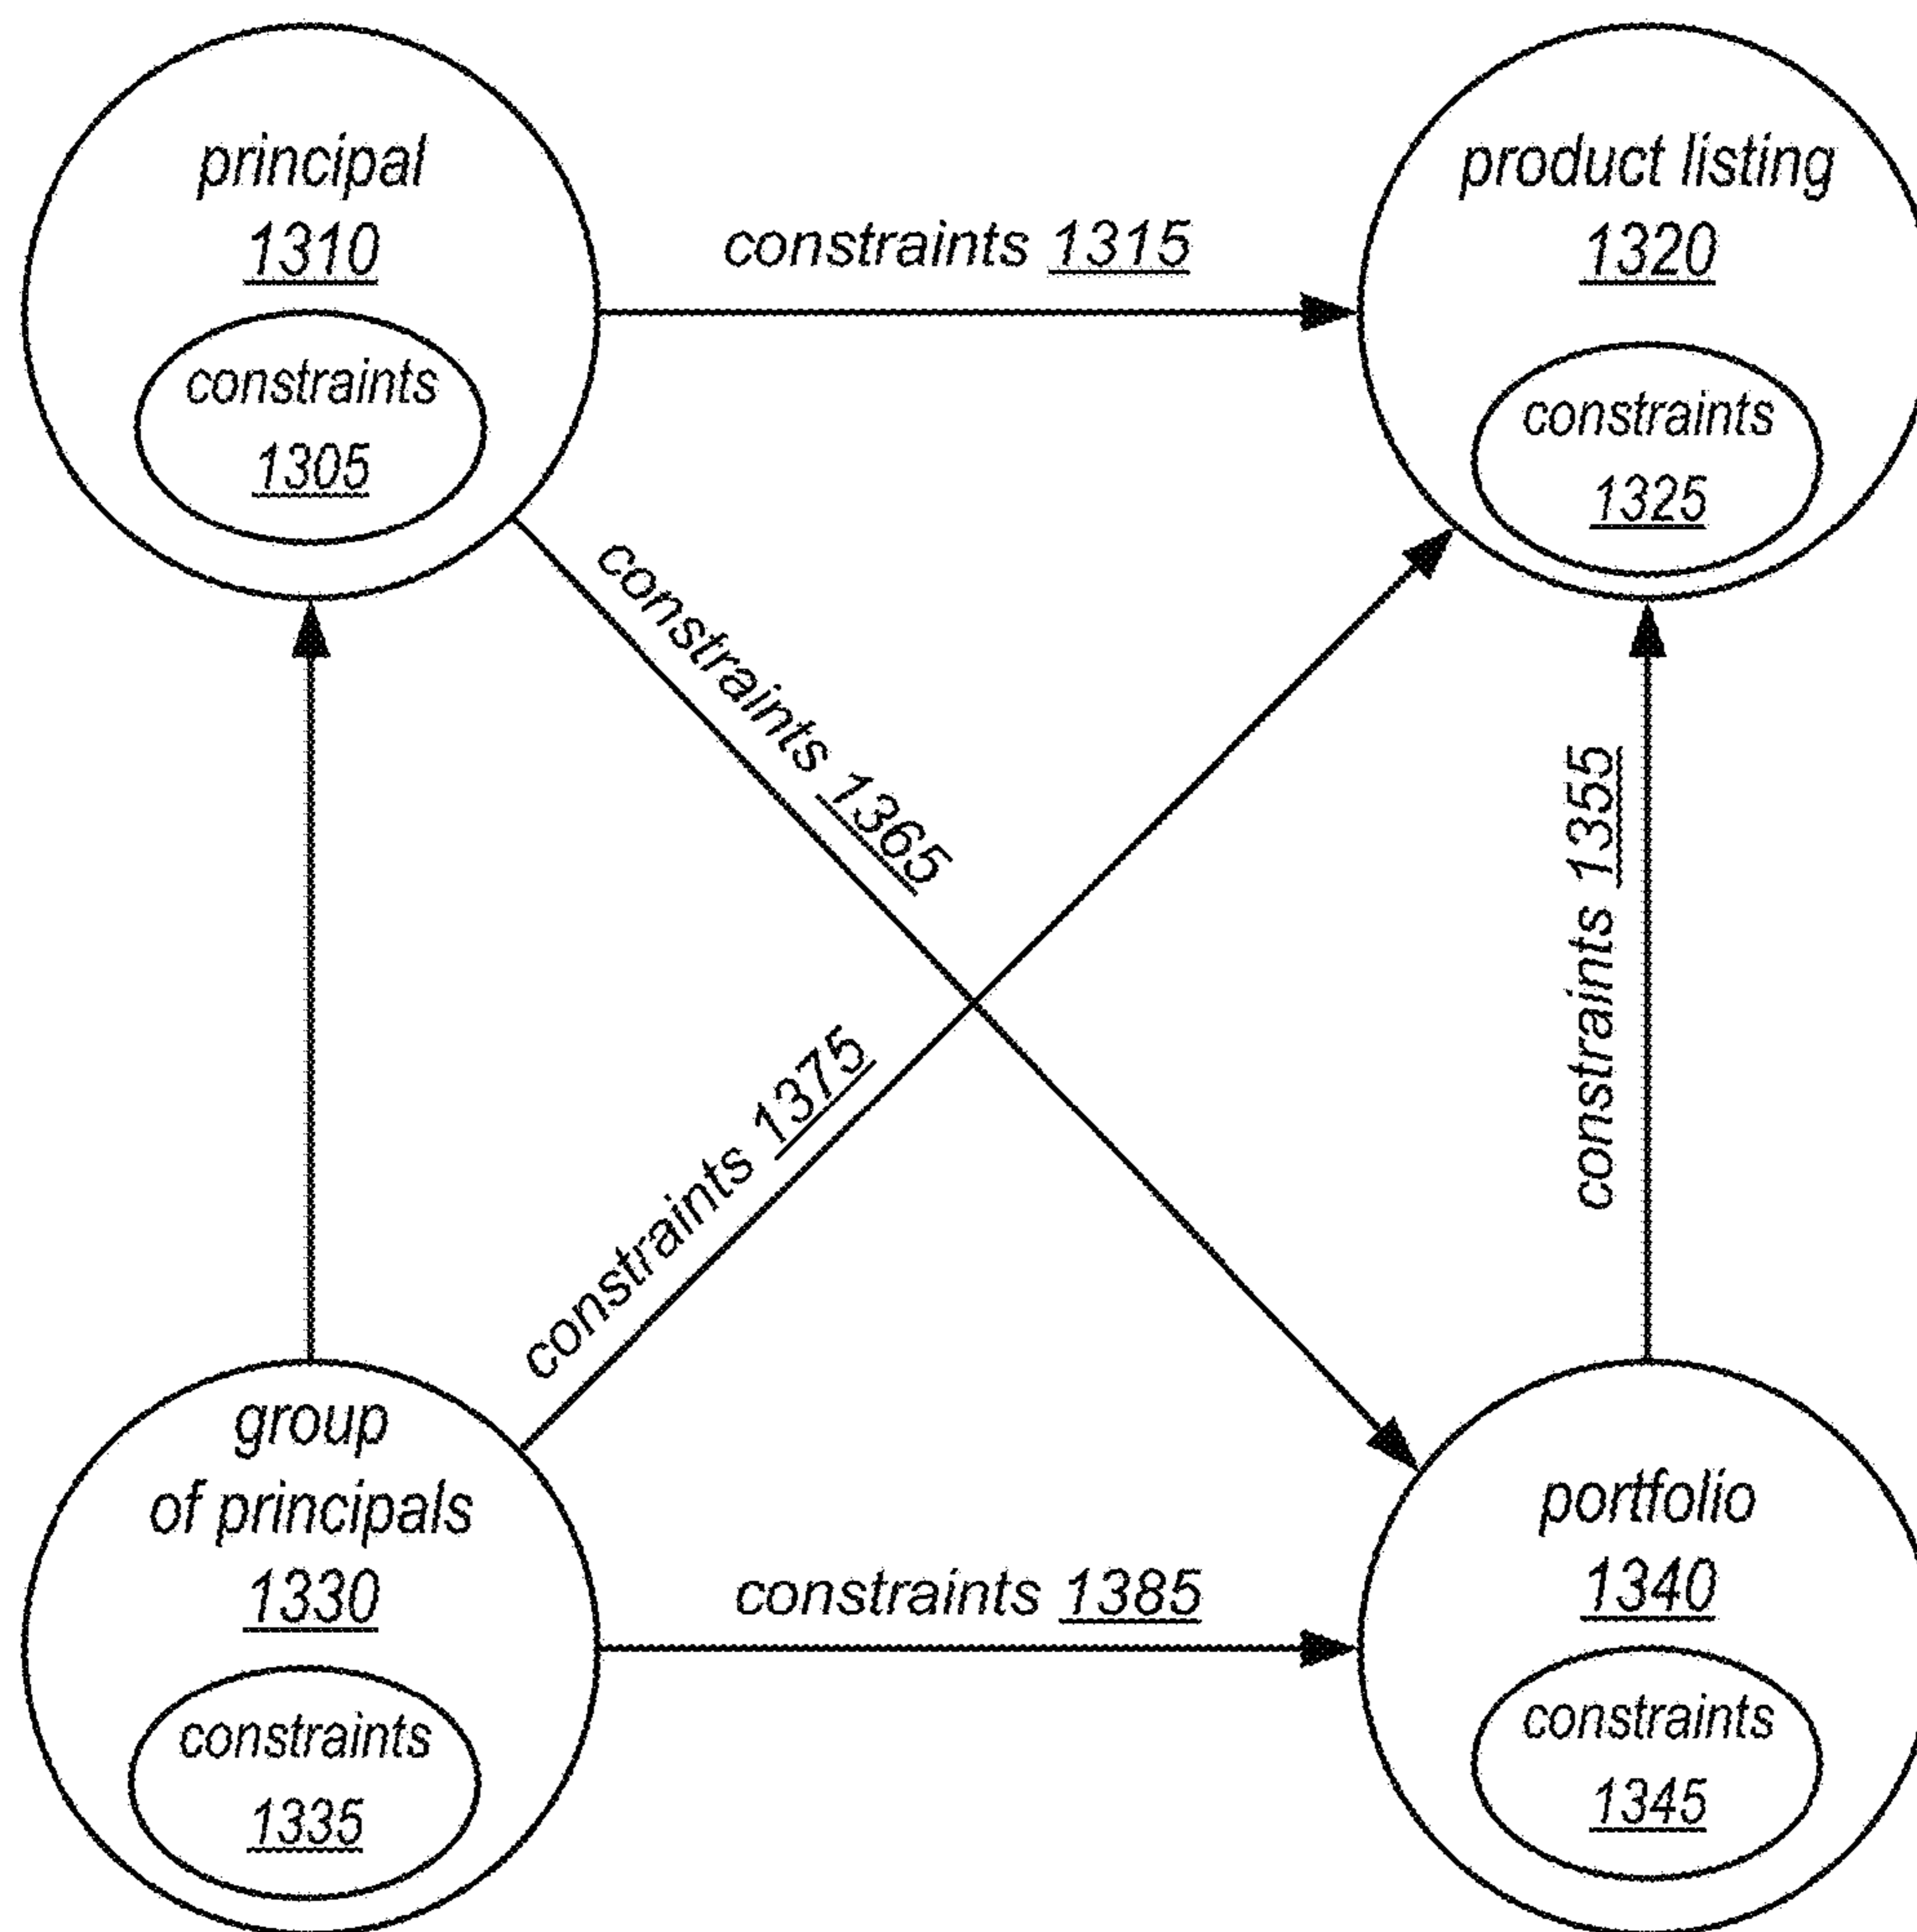 principal
1310
constraints
1305
constraints 1315
product listing
1320
constraints
1325
constraints 1365
constraints 1375
constraints 1355
group
of principals
1330
constraints
1335
constraints 1385
portfolio
1340
constraints
1345